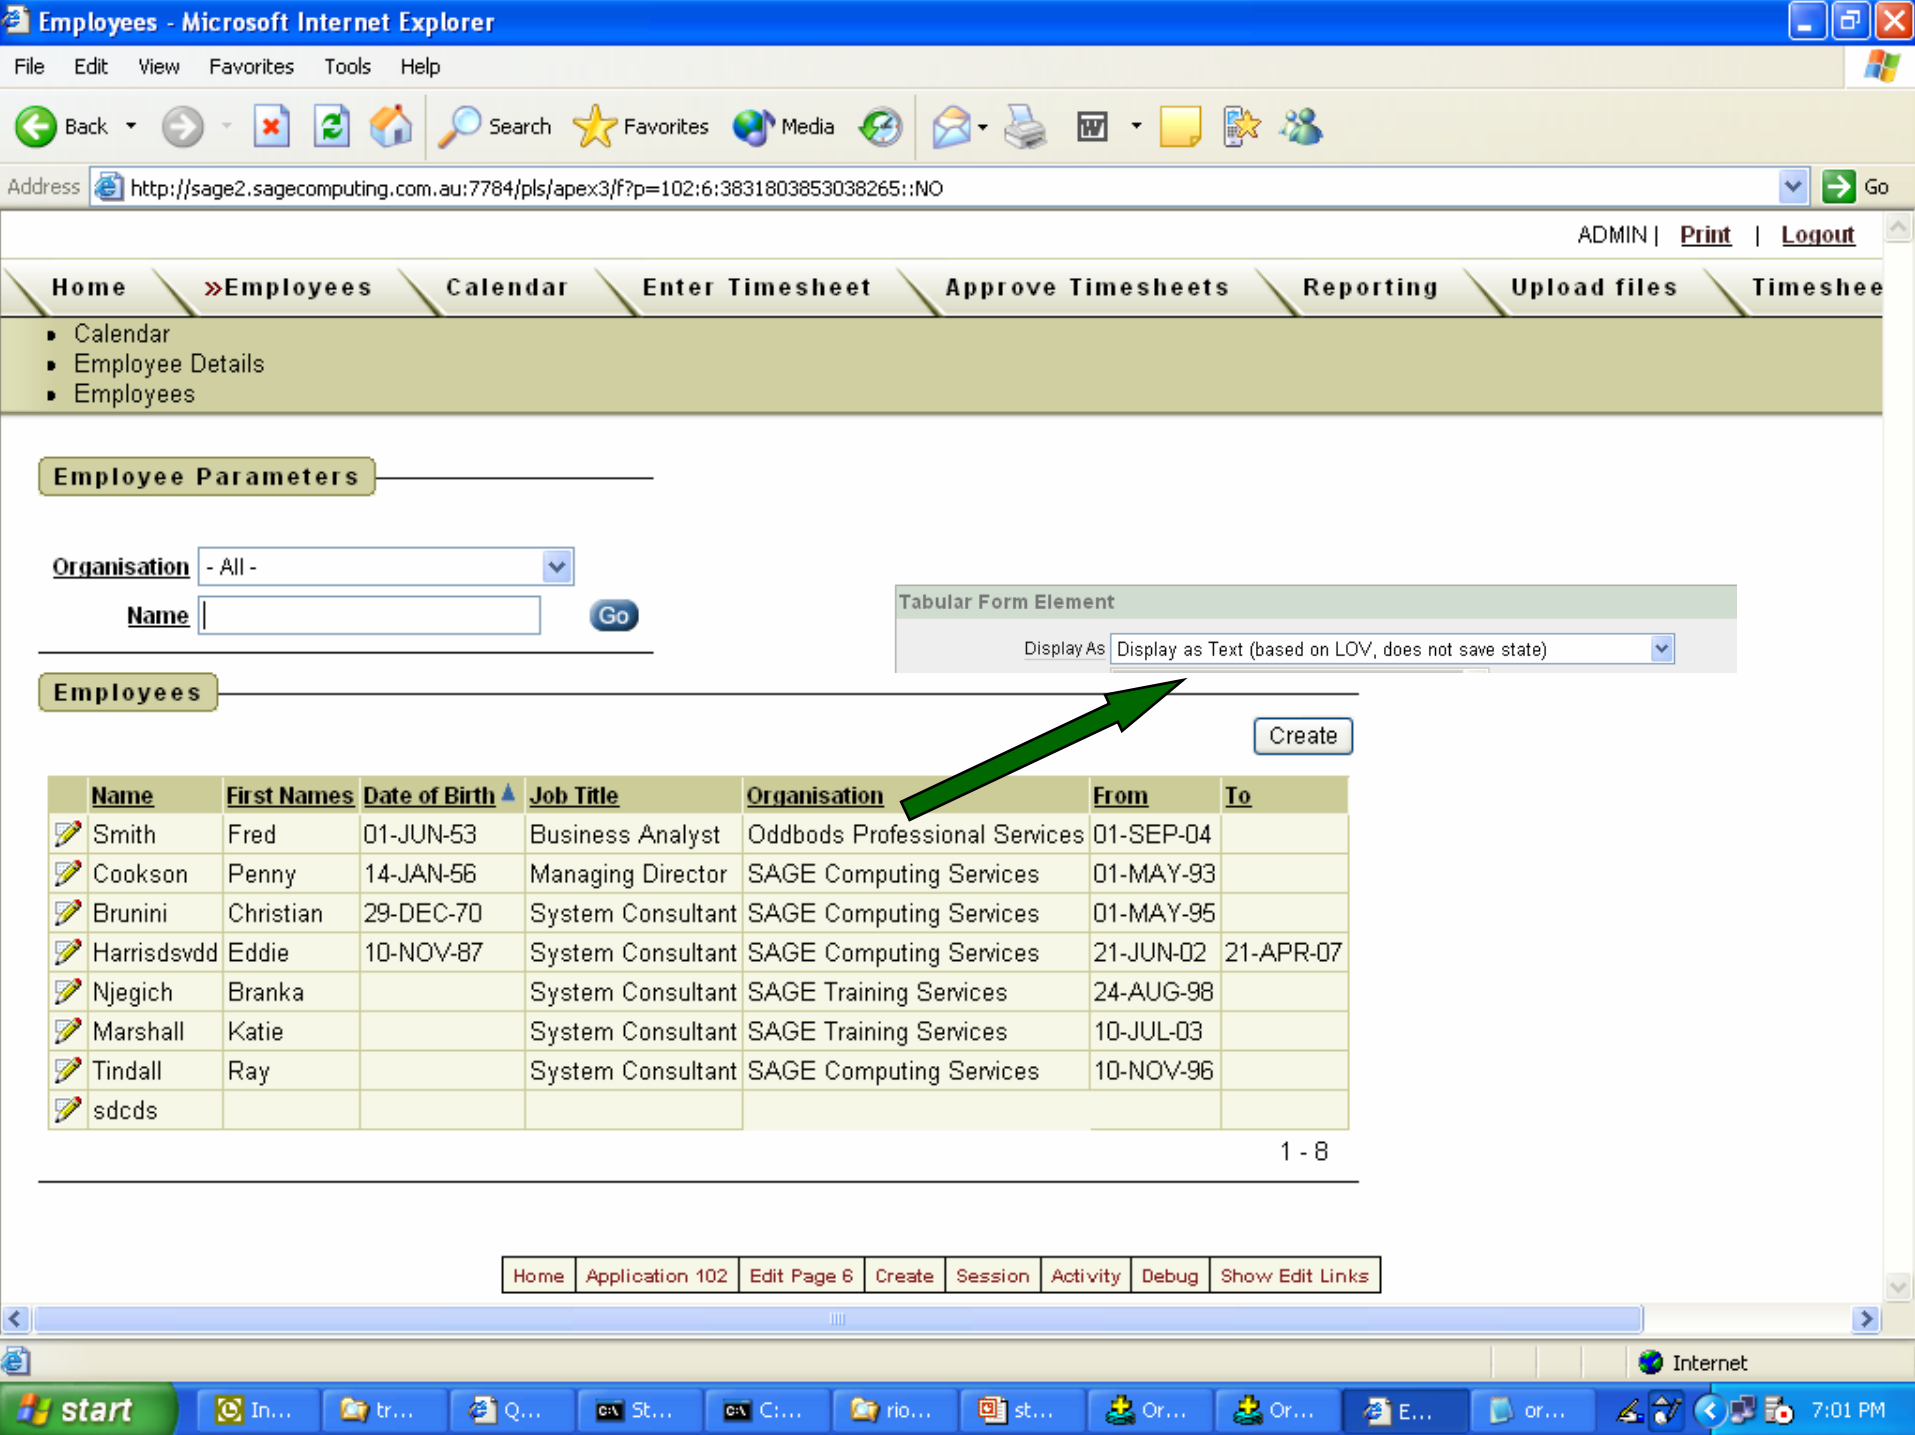 Employees - Microsoft Internet Explorer
File Edit View Favorites Tools Help
Back Search Favorites Media
Address http://sage2.sagecomputing.com.au:7784/pls/apex3/f?p=102:6:3831803853038265::NO Go
ADMIN | Print | Logout
Home »Employees Calendar Enter Timesheet Approve Timesheets Reporting Upload files Timeshee
Calendar
Employee Details
Employees
Employee Parameters
Organisation - All -
Name Go
Tabular Form Element
Display As Display as Text (based on LOV, does not save state)
Employees
Create
Name First Names Date of Birth Job Title Organisation From To
Smith Fred 01-JUN-53 Business Analyst Oddbods Professional Services 01-SEP-04
Cookson Penny 14-JAN-56 Managing Director SAGE Computing Services 01-MAY-93
Brunini Christian 29-DEC-70 System Consultant SAGE Computing Services 01-MAY-95
Harrisdsvdd Eddie 10-NOV-87 System Consultant SAGE Computing Services 21-JUN-02 21-APR-07
Njegich Branka System Consultant SAGE Training Services 24-AUG-98
Marshall Katie System Consultant SAGE Training Services 10-JUL-03
Tindall Ray System Consultant SAGE Computing Services 10-NOV-96
sdcds
1 - 8
Home Application 102 Edit Page 6 Create Session Activity Debug Show Edit Links
Internet
start In... tr... Q... St... C:... rio... st... Or... Or... E... or... 7:01 PM